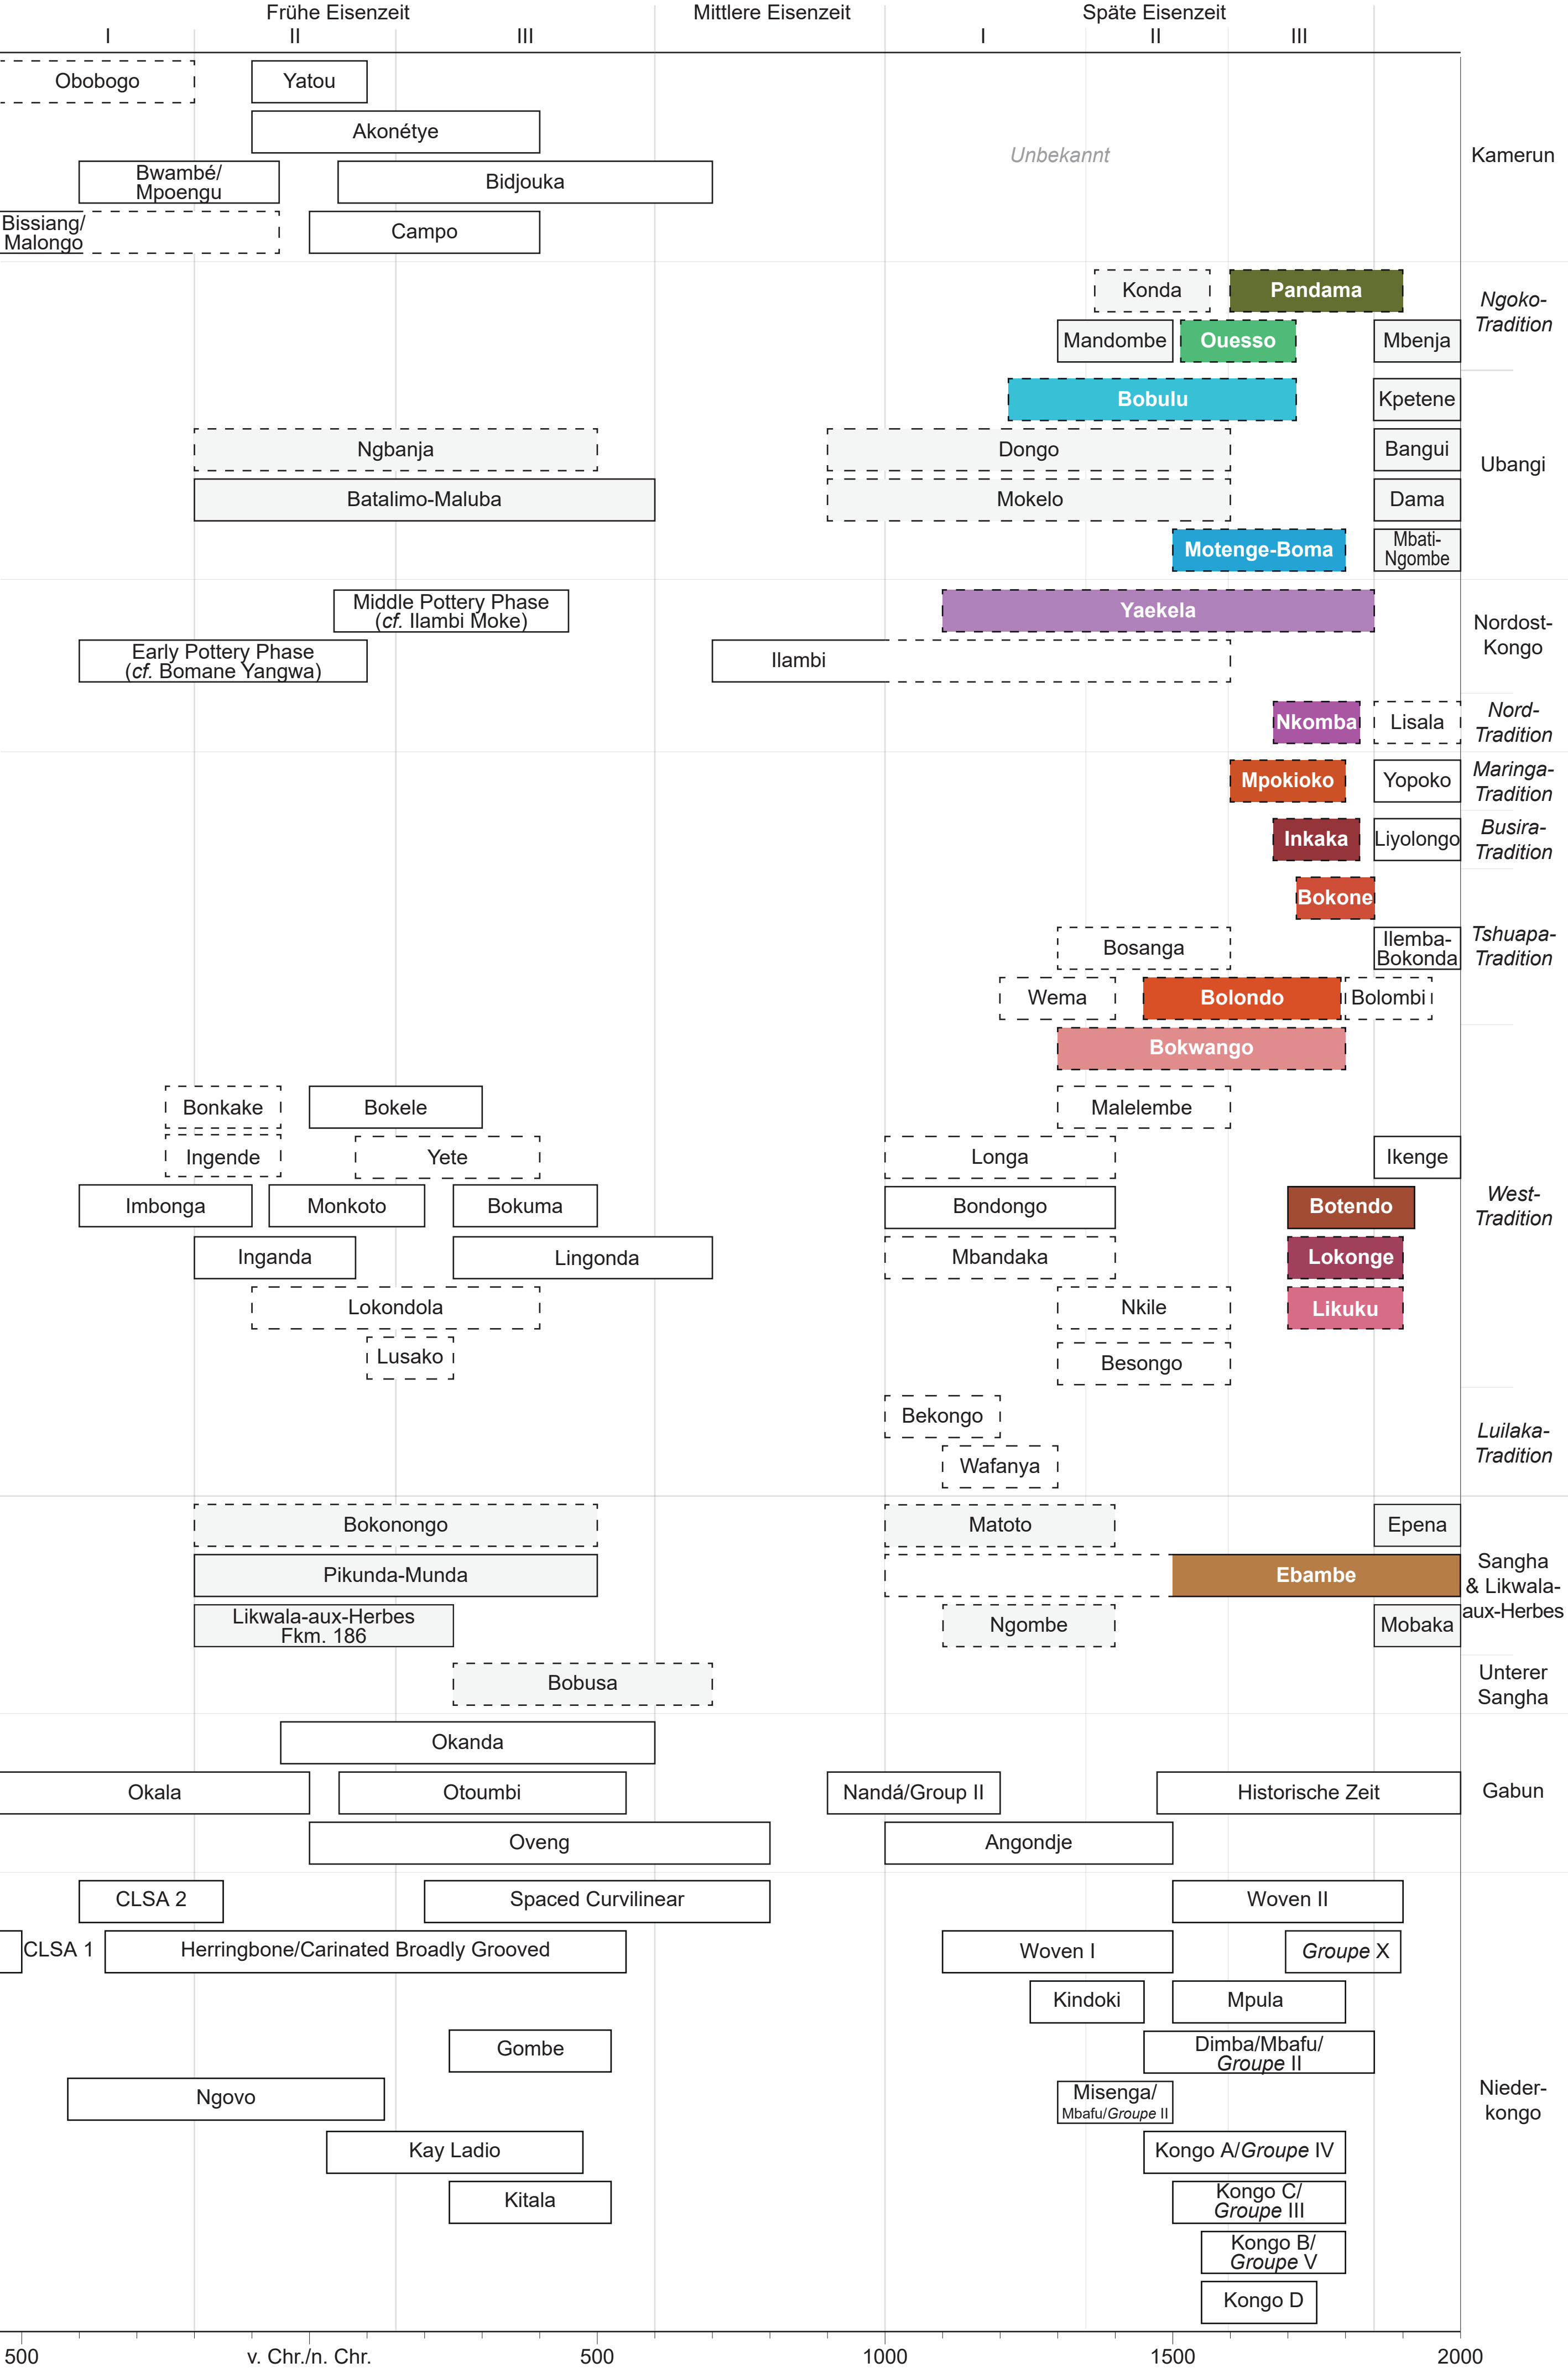 Frühe Eisenzeit Mittlere Eisenzeit Späte Eisenzeit
I II III I II III
Obobogo Yatou
Akonétye
Unbekannt
Kamerun
Bwambé/
Mpoengu
Bidjouka
Bissiang/
Malongo
Campo
Konda Pandama
Ngoko-
Tradition
Mandombe Ouesso Mbenja
Bobulu Kpetene
Ngbanja Dongo Bangui
Ubangi
Batalimo-Maluba Mokelo Dama
Motenge-Boma
Mbati-
Ngombe
Middle Pottery Phase
(cf. Ilambi Moke)
Yaekela
Nordost-
Kongo
Early Pottery Phase
(cf. Bomane Yangwa)
Ilambi
Nkomba Lisala
Nord-
Tradition
Mpokioko Yopoko
Maringa-
Tradition
Inkaka Liyolongo
Busira-
Tradition
Bokone
Bosanga
Ilemba-
Bokonda
Tshuapa-
Tradition
Wema Bolondo Bolombi
Bokwango
Bonkake Bokele Malelembe
Ingende Yete Longa Ikenge
Imbonga Monkoto Bokuma Bondongo Botendo
West-
Tradition
Inganda Lingonda Mbandaka Lokonge
Lokondola Nkile Likuku
Lusako Besongo
Bekongo
Luilaka-
Tradition
Wafanya
Bokonongo Matoto Epena
Pikunda-Munda Ebambe
Sangha
& Likwala-
aux-Herbes
Likwala-aux-Herbes
Fkm. 186
Ngombe Mobaka
Bobusa
Unterer
Sangha
Okanda
Okala Otoumbi Nandá/Group II Historische Zeit
Gabun
Oveng Angondje
CLSA 2 Spaced Curvilinear Woven II
CLSA 1 Herringbone/Carinated Broadly Grooved Woven I Groupe X
Kindoki Mpula
Gombe
Dimba/Mbafu/
Groupe II
Ngovo
Misenga/
Mbafu/Groupe II
Nieder-
kongo
Kay Ladio Kongo A/Groupe IV
Kitala
Kongo C/
Groupe III
Kongo B/
Groupe V
Kongo D
500 v. Chr./n. Chr. 500 1000 1500 2000